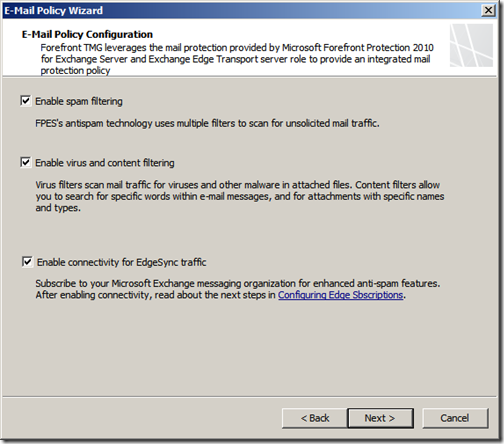 E-Mail Policy Wizard
E-Mail Policy Configuration
Forefront TMG leverages the mail protection provided by Microsoft Forefront Protection 2010
for Exchange Server and Exchange Edge Transport server role to provide an integrated mail
protection policy
Enable spam filtering
FPES's antispam technology uses multiple filters to scan for unsolicited mail traffic.
Enable virus and content filtering
Virus filters scan mail traffic for viruses and other malware in attached files. Content filters allow
you to search for specific words within e-mail messages, and for attachments with specific names
and types.
Enable connectivity for EdgeSync traffic
Subscribe to your Microsoft Exchange messaging organization for enhanced anti-spam features.
After enabling connectivity, read about the next steps in Configuring Edge Sbscriptions.
< Back Next > Cancel